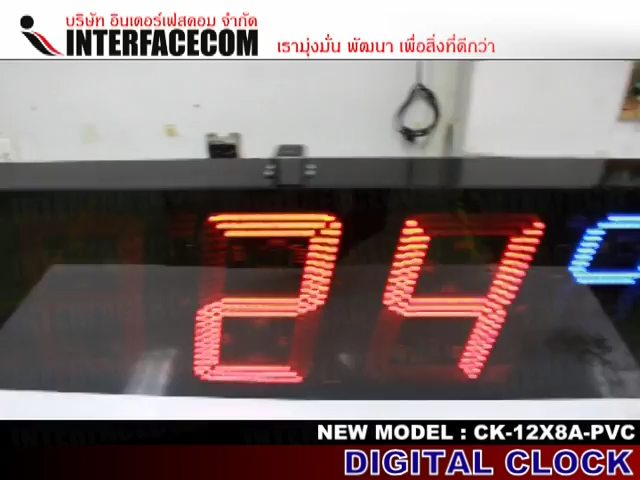 บริษัท อินเตอร์เฟสคอม จำกัด
INTERFACECOM
เรามุ่งมั่น พัฒนา เพื่อสิ่งที่ดีกว่า
24
NEW MODEL : CK-12X8A-PVC
DIGITAL CLOCK